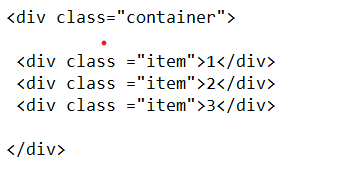 <div class="container">
<div class ="item">1</div>
<div class ="item">2</div>
<div class ="item">3</div>
</div>